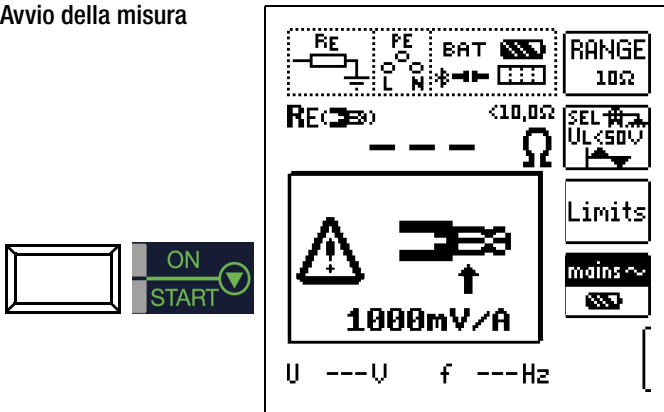 Avvio della misura
ON
START
RE
PE
L N
BAT
RE( )
<10,0Ω
--- Ω
1000mV/A
U ---V f ---Hz
RANGE
10Ω
SEL
UL<50V
Limits
mains~